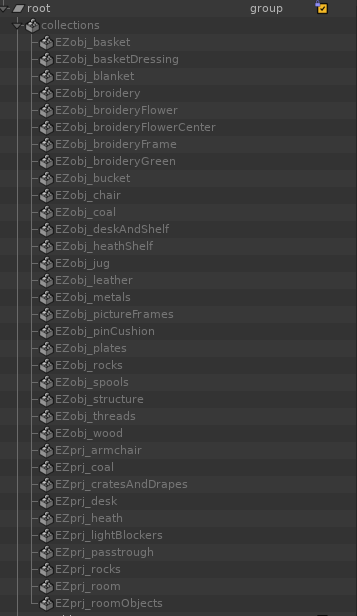 root group
collections
EZobj_basket
EZobj_basketDressing
EZobj_blanket
EZobj_broidery
EZobj_broideryFlower
EZobj_broideryFlowerCenter
EZobj_broideryFrame
EZobj_broideryGreen
EZobj_bucket
EZobj_chair
EZobj_coal
EZobj_deskAndShelf
EZobj_heathShelf
EZobj_jug
EZobj_leather
EZobj_metals
EZobj_pictureFrames
EZobj_pinCushion
EZobj_plates
EZobj_rocks
EZobj_spools
EZobj_structure
EZobj_threads
EZobj_wood
EZprj_armchair
EZprj_coal
EZprj_cratesAndDrapes
EZprj_desk
EZprj_heath
EZprj_lightBlockers
EZprj_passtrough
EZprj_rocks
EZprj_room
EZprj_roomObjects